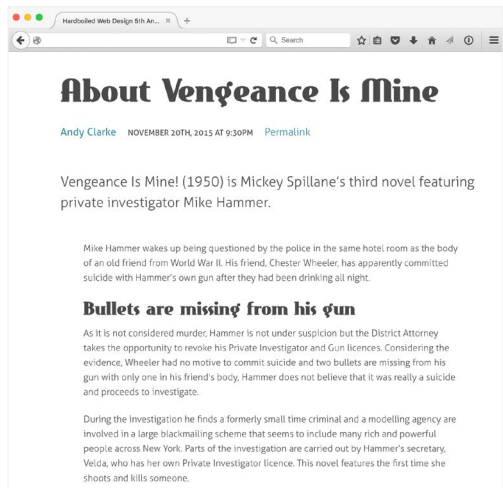 Hardboiled Web Design 5th An...
Search
About Vengeance Is Mine
Andy Clarke NOVEMBER 20TH, 2015 AT 9:30PM Permalink
Vengeance Is Mine! (1950) is Mickey Spillane's third novel featuring
private investigator Mike Hammer.
Mike Hammer wakes up being questioned by the police in the same hotel room as the body
of an old friend from World War II. His friend, Chester Wheeler, has apparently committed
suicide with Hammer's own gun after they had been drinking all night.
Bullets are missing from his gun
As it is not considered murder, Hammer is not under suspicion but the District Attorney
takes the opportunity to revoke his Private Investigator and Gun licences. Considering the
evidence, Wheeler had no motive to commit suicide and two bullets are missing from his
gun with only one in his friend's body, Hammer does not believe that it was really a suicide
and proceeds to investigate.
During the investigation he finds a formerly small time criminal and a modelling agency are
involved in a large blackmailing scheme that seems to include many rich and powerful
people across New York. Parts of the investigation are carried out by Hammer's secretary,
Velda, who has her own Private Investigator licence. This novel features the first time she
shoots and kills someone.